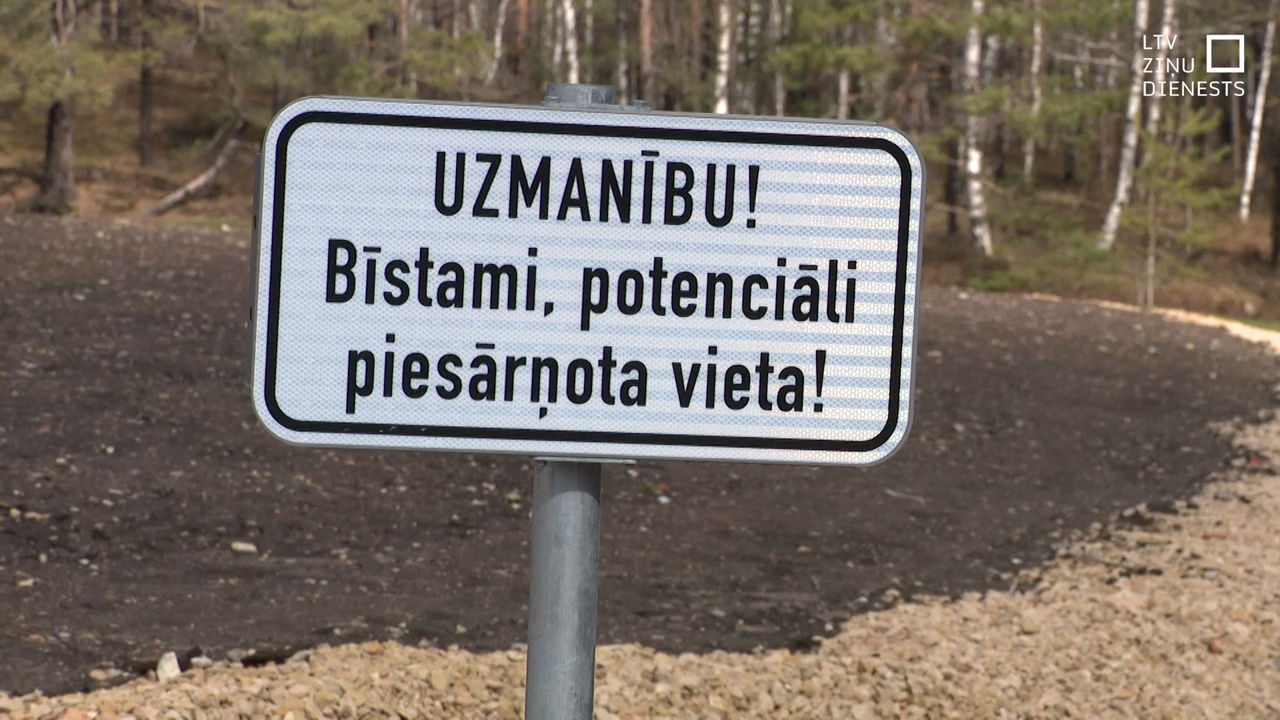 LTV
ZIŅU
DIENESTS
UZMANĪBU!
Bīstami, potenciāli
piesārņota vieta!